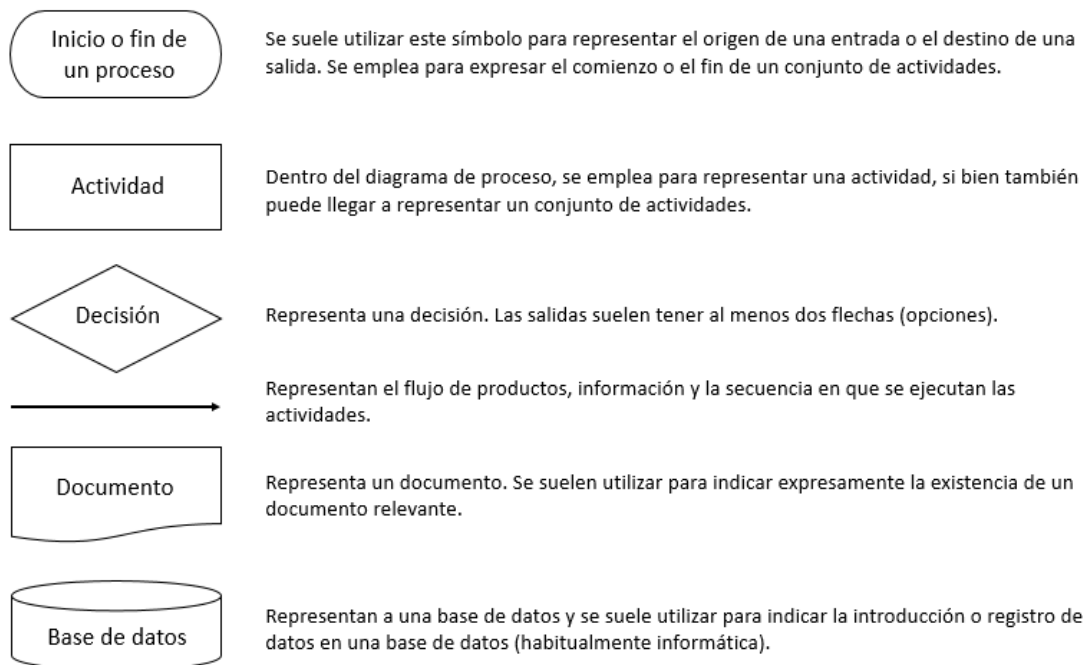 Inicio o fin de
un proceso
Se suele utilizar este símbolo para representar el origen de una entrada o el destino de una
salida. Se emplea para expresar el comienzo o el fin de un conjunto de actividades.
Actividad
Dentro del diagrama de proceso, se emplea para representar una actividad, si bien también
puede llegar a representar un conjunto de actividades.
Decisión
Representa una decisión. Las salidas suelen tener al menos dos flechas (opciones).
Representan el flujo de productos, información y la secuencia en que se ejecutan las
actividades.
Documento
Representa un documento. Se suelen utilizar para indicar expresamente la existencia de un
documento relevante.
Base de datos
Representan a una base de datos y se suele utilizar para indicar la introducción o registro de
datos en una base de datos (habitualmente informática).